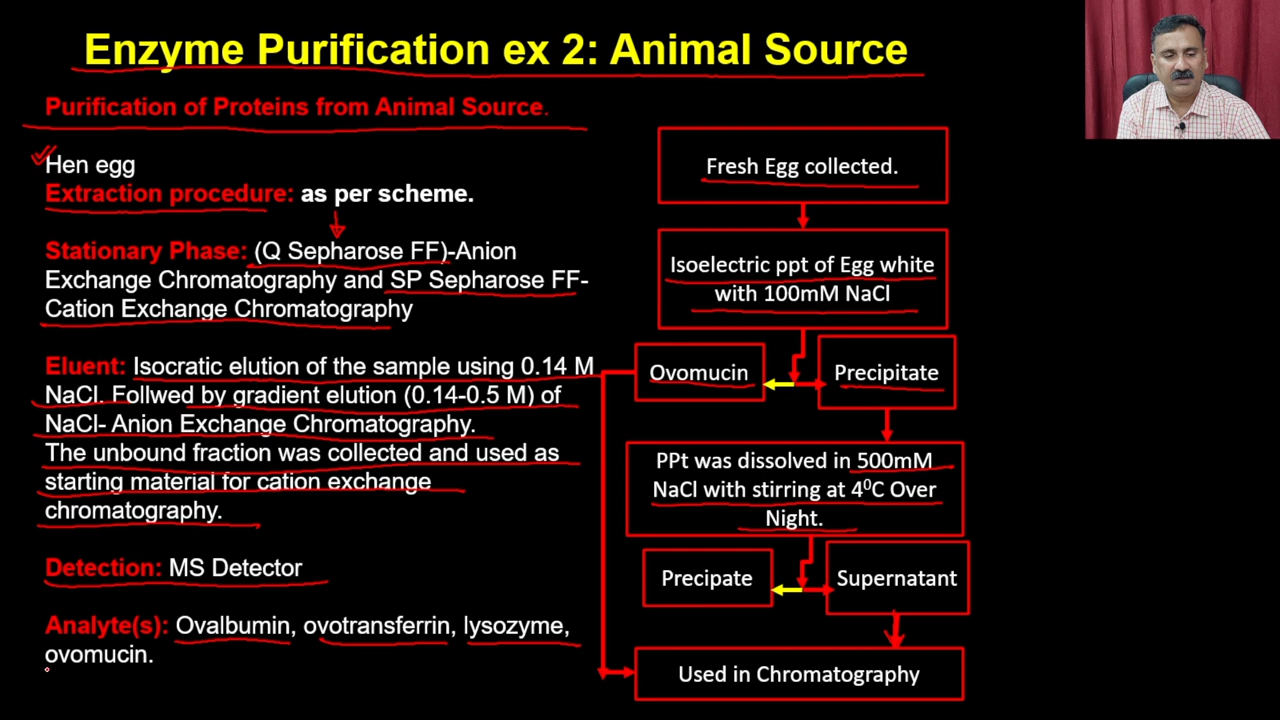 Enzyme Purification ex 2: Animal Source
Purification of Proteins from Animal Source.
Hen egg
Extraction procedure: as per scheme.
Stationary Phase: (Q Sepharose FF)-Anion
Exchange Chromatography and SP Sepharose FF-
Cation Exchange Chromatography
Eluent: Isocratic elution of the sample using 0.14 M
NaCl. Follwed by gradient elution (0.14-0.5 M) of
NaCl- Anion Exchange Chromatography.
The unbound fraction was collected and used as
starting material for cation exchange
chromatography.
Detection: MS Detector
Analyte(s): Ovalbumin, ovotransferrin, lysozyme,
ovomucin.
Fresh Egg collected.
Isoelectric ppt of Egg white
with 100mM NaCl
Ovomucin
Precipitate
PPt was dissolved in 500mM
NaCl with stirring at 4⁰C Over
Night.
Precipate
Supernatant
Used in Chromatography